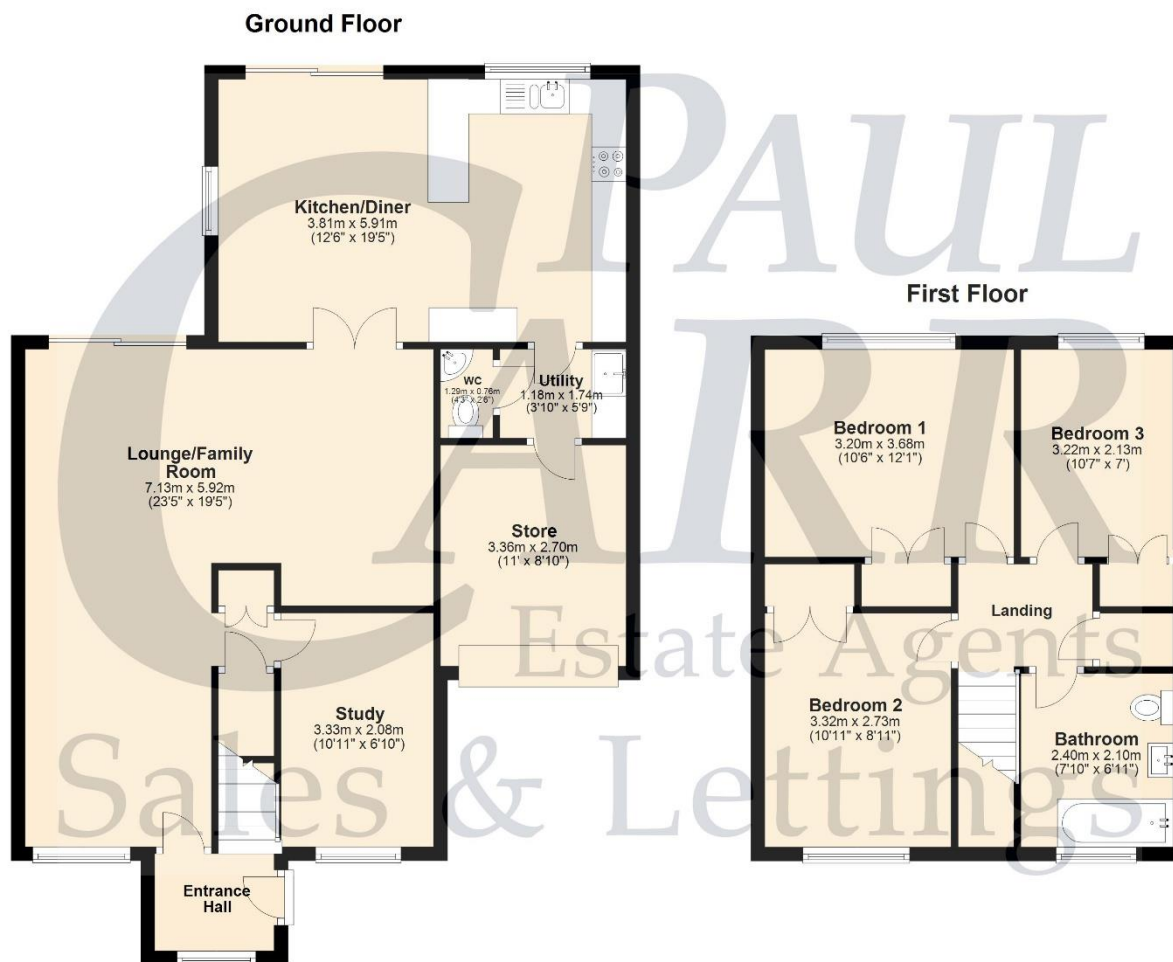 Ground Floor
Kitchen/Diner
3.81m x 5.91m
(12'6" x 19'5")
WC
1.29m x 0.76m
(4'3" x 2'6")
Utility
1.18m x 1.74m
(3'10" x 5'9")
Lounge/Family
Room
7.13m x 5.92m
(23'5" x 19'5")
Store
3.36m x 2.70m
(11' x 8'10")
Study
3.33m x 2.08m
(10'11" x 6'10")
Entrance
Hall
First Floor
Bedroom 1
3.20m x 3.68m
(10'6" x 12'1")
Bedroom 3
3.22m x 2.13m
(10'7" x 7')
Landing
Bedroom 2
3.32m x 2.73m
(10'11" x 8'11")
Bathroom
2.40m x 2.10m
(7'10" x 6'11")
PAUL
CARR
Estate Agents
Sales & Lettings